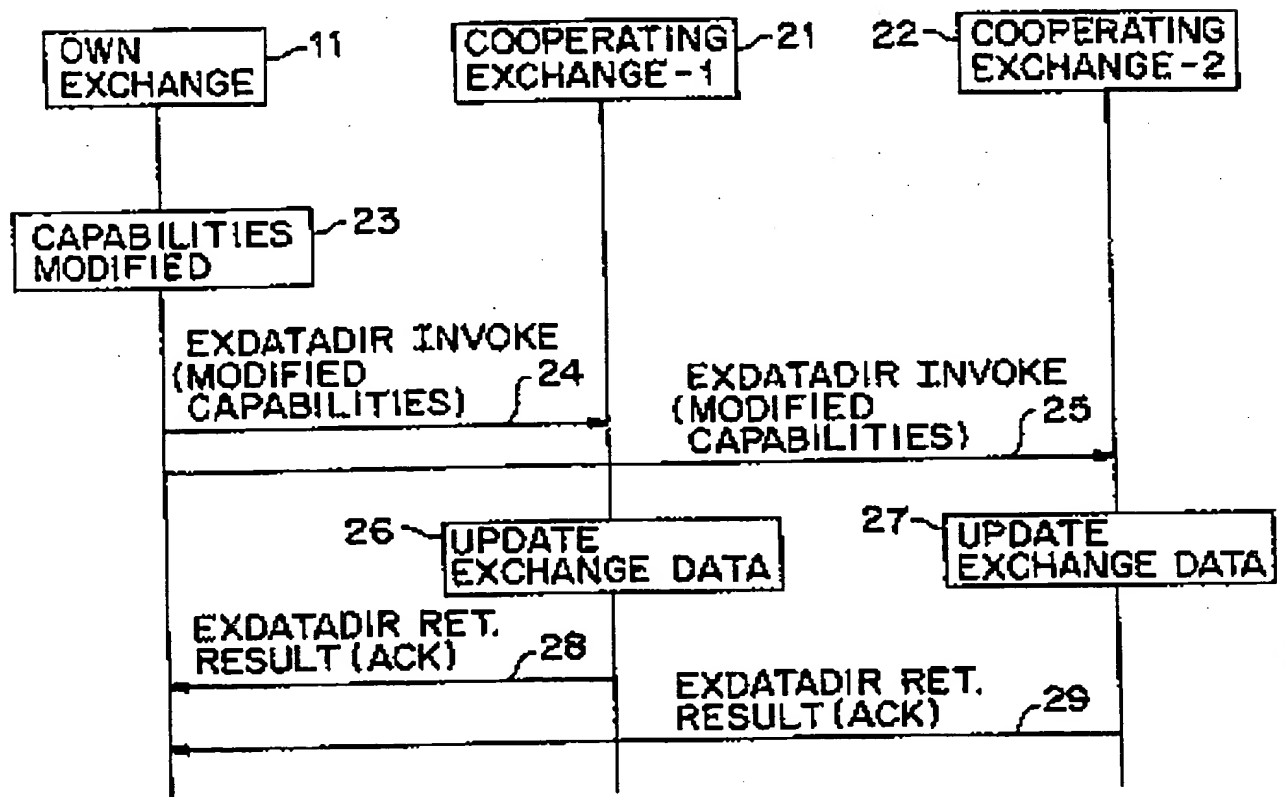 OWN
EXCHANGE
11
COOPERATING
EXCHANGE-1
21
22
COOPERATING
EXCHANGE-2
CAPABILITIES
MODIFIED
23
EXDATADIR INVOKE
(MODIFIED
CAPABILITIES)
24
EXDATADIR INVOKE
(MODIFIED
CAPABILITIES)
25
26
UPDATE
EXCHANGE DATA
27
UPDATE
EXCHANGE DATA
EXDATADIR RET.
RESULT (ACK)
28
EXDATADIR RET.
RESULT (ACK)
29